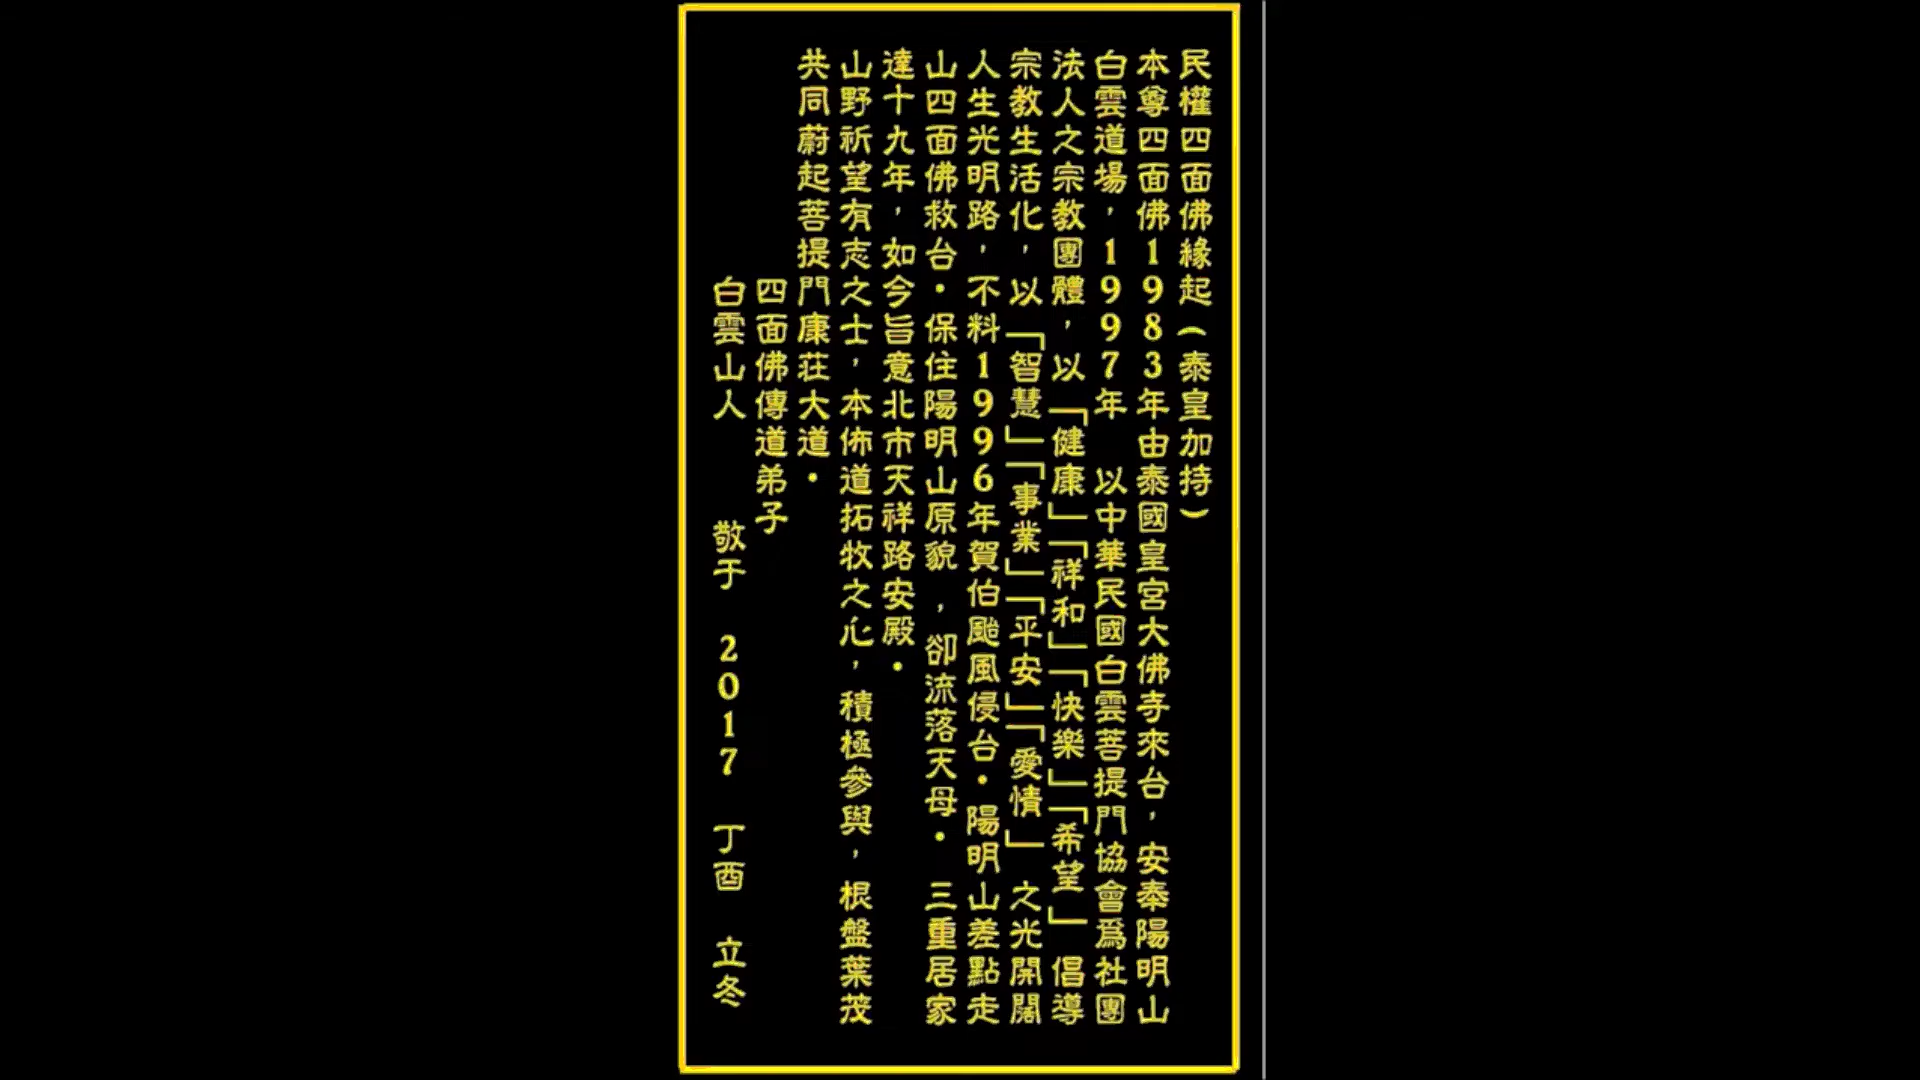 民權四面佛緣起(泰皇加持)
本尊四面佛1983年由泰國皇宮大佛寺來台,安奉陽明山
白雲道場,1997年 以中華民國白雲菩提門協會為社團
法人之宗教團體,以「健康」「祥和」「快樂」「希望」倡導
宗教生活化,以「智慧」「事業」「平安」「愛情」之光開闊
人生光明路,不料1996年賀伯颱風侵台・陽明山差點走
山四面佛救台・保住陽明山原貌,卻流落天母・ 三重居家
達十九年,如今旨意北市天祥路安殿・
山野祈望有志之士,本佈道拓牧之心,積極參與,根盤葉茂
共同蔚起菩提門康莊大道・
四面佛傳道弟子
白雲山人 敬于 2017 丁酉 立冬